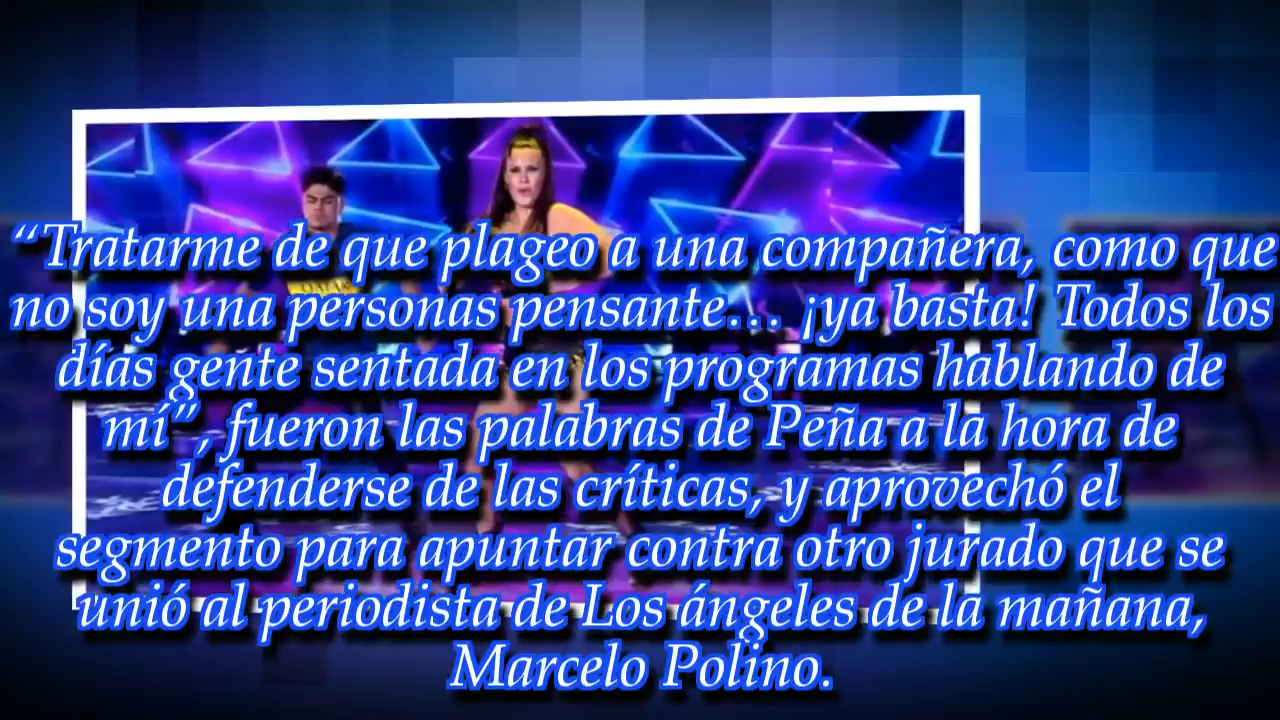 “Tratarme de que plageo a una compañera, como que
no soy una personas pensante… ¡ya basta! Todos los
días gente sentada en los programas hablando de
mí”, fueron las palabras de Peña a la hora de
defenderse de las críticas, y aprovechó el
segmento para apuntar contra otro jurado que se
unió al periodista de Los ángeles de la mañana,
Marcelo Polino.